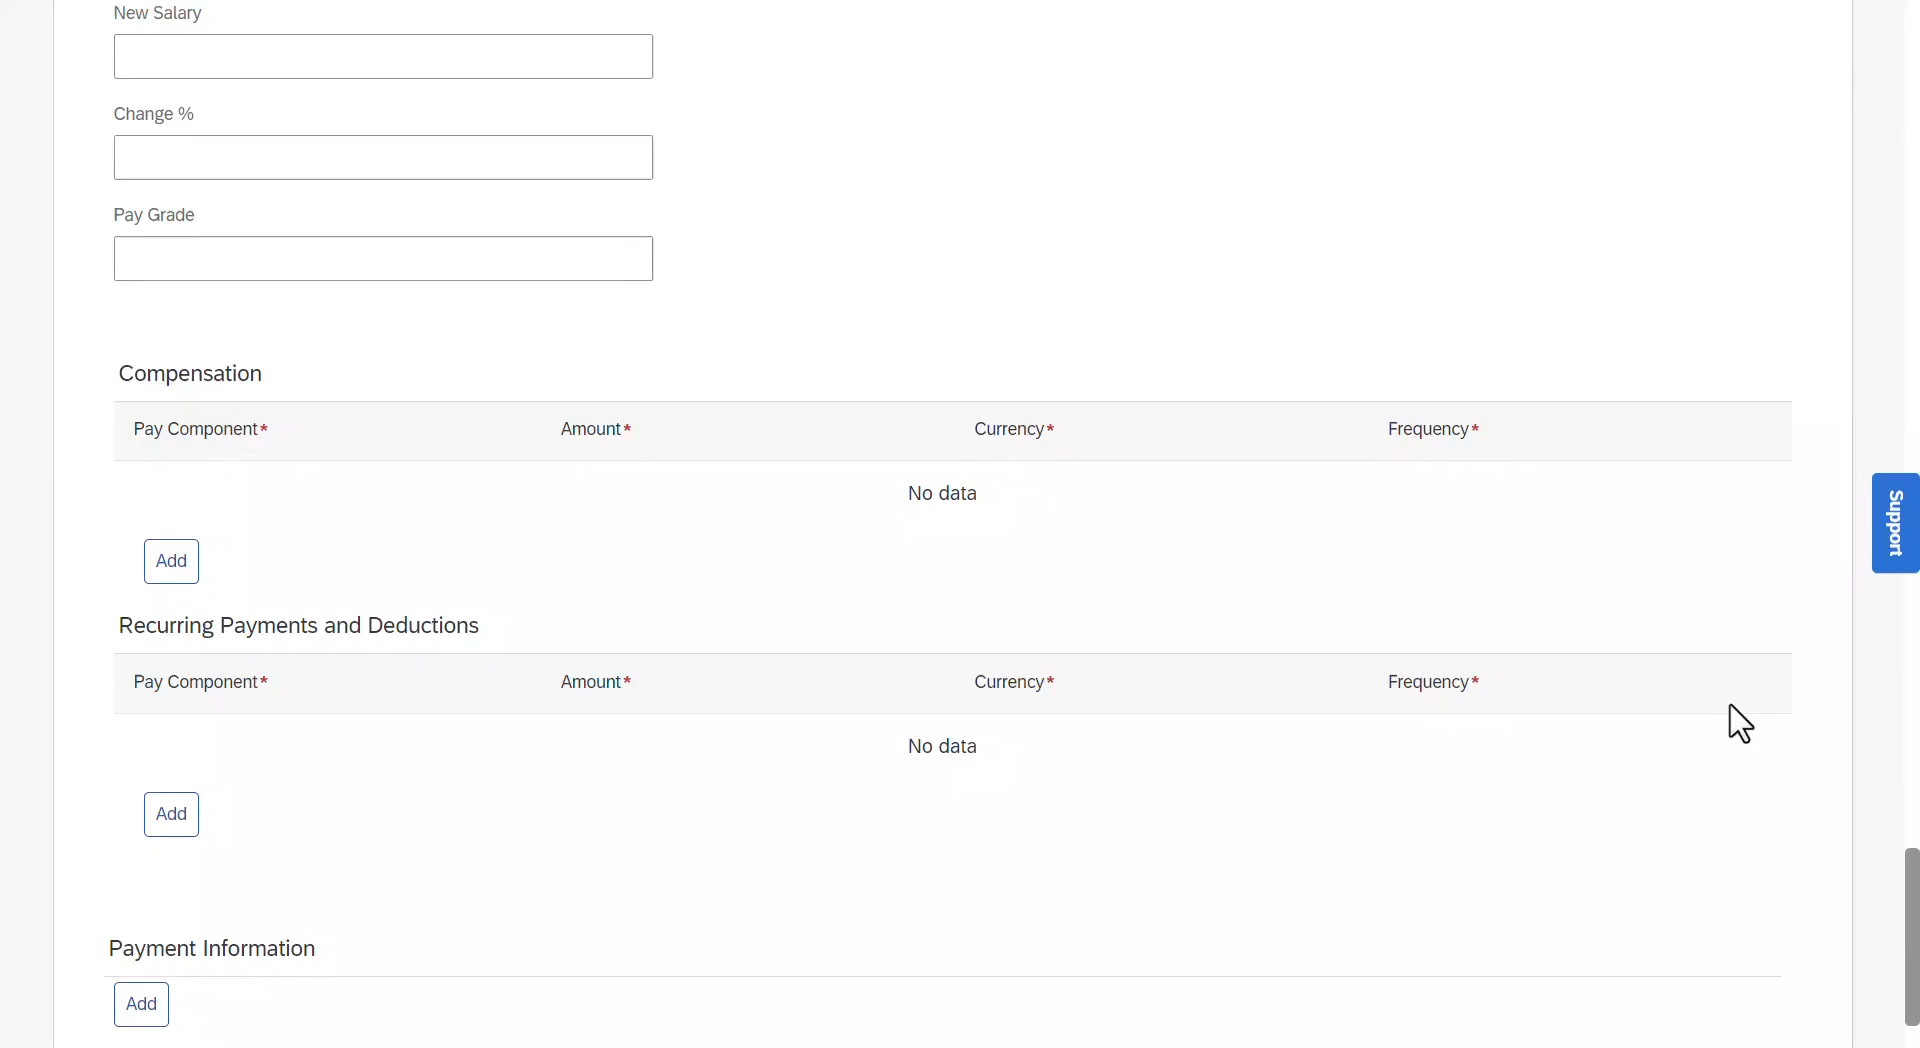 New Salary
Change %
Pay Grade
Compensation
Pay Component* Amount* Currency* Frequency*
No data
Add
Support
Recurring Payments and Deductions
Pay Component* Amount* Currency* Frequency*
No data
Add
Payment Information
Add